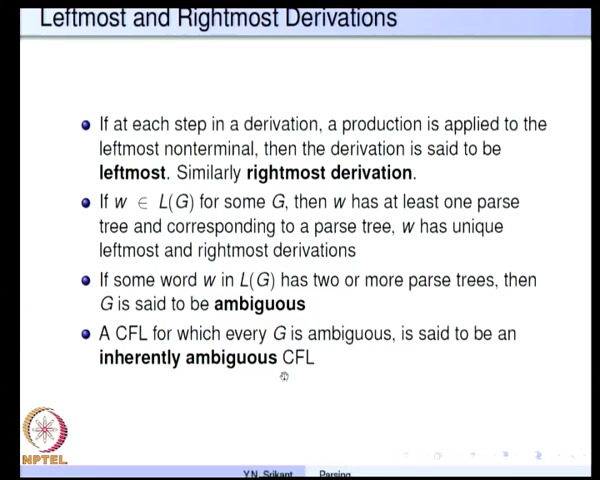 Leftmost and Rightmost Derivations
If at each step in a derivation, a production is applied to the
leftmost nonterminal, then the derivation is said to be
leftmost. Similarly rightmost derivation.
If w ∈ L(G) for some G, then w has at least one parse
tree and corresponding to a parse tree, w has unique
leftmost and rightmost derivations
If some word w in L(G) has two or more parse trees, then
G is said to be ambiguous
A CFL for which every G is ambiguous, is said to be an
inherently ambiguous CFL
NPTEL
Y.N. Srikant Parsing